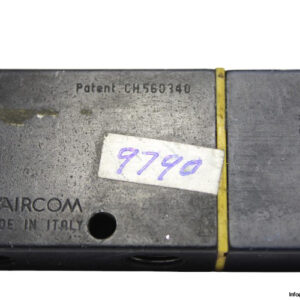 Patent CH560340
9790
AIRCOM
DE IN ITALY